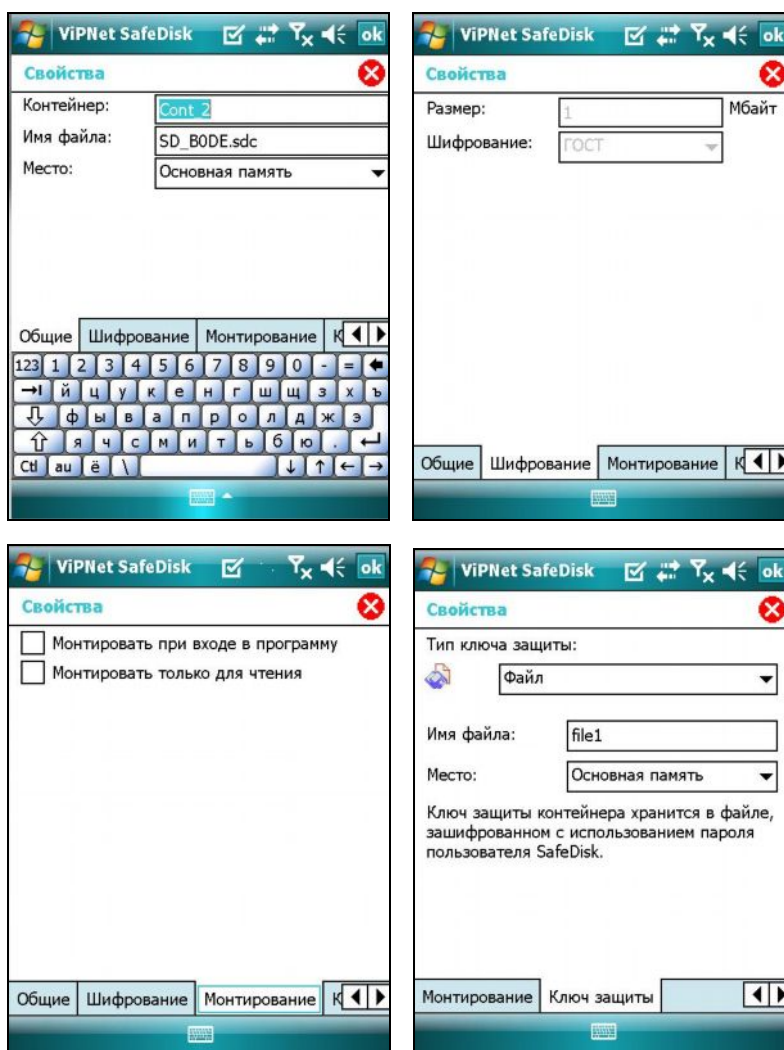 ViPNet SafeDisk ok
Свойства
Контейнер: Cont 2
Имя файла: SD_B0DE.sdc
Место: Основная память
Общие Шифрование Монтирование К
123 1 2 3 4 5 6 7 8 9 0 - =
й ц у к е н г ш щ з х ъ
ф ы в а п р о л д ж э
я ч с м и т ь б ю .
Ctl au ё \
ViPNet SafeDisk ok
Свойства
Размер: 1 Мбайт
Шифрование: ГОСТ
Общие Шифрование Монтирование К
ViPNet SafeDisk ok
Свойства
Монтировать при входе в программу
Монтировать только для чтения
Общие Шифрование Монтирование К
ViPNet SafeDisk ok
Свойства
Тип ключа защиты:
Файл
Имя файла: file1
Место: Основная память
Ключ защиты контейнера хранится в файле,
зашифрованном с использованием пароля
пользователя SafeDisk.
Монтирование Ключ защиты